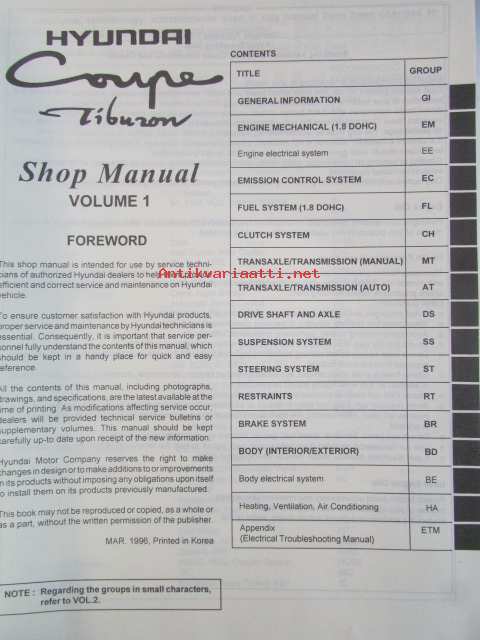 HYUNDAI
Coupe
Tiburon
Shop Manual
VOLUME 1
FOREWORD
This shop manual is intended for use by service techni-
cians of authorized Hyundai dealers to help
efficient and correct service and maintenance on Hyundai
vehicle.
To ensure customer satisfaction with Hyundai products,
proper service and maintenance by Hyundai technicians is
essential. Consequently, it is important that service per-
sonnel fully understand the contents of this manual, which
should be kept in a handy place for quick and easy
reference.
All the contents of this manual, including photographs,
drawings, and specifications, are the latest available at the
time of printing. As modifications affecting service occur,
dealers will be provided technical service bulletins or
supplementary volumes. This manual should be kept
carefully up-to date upon receipt of the new information.
Hyundai Motor Company reserves the right to make
changes in design or to make additions to or improvements
in its products without imposing any obligations upon itself
to install them on its products previously manufactured.
This book may not be reproduced or copied, as a whole or
as a part, without the written permission of the publisher.
MAR. 1996, Printed in Korea
NOTE : Regarding the groups in small characters,
refer to VOL.2.
CONTENTS
TITLE GROUP
GENERAL INFORMATION GI
ENGINE MECHANICAL (1.8 DOHC) EM
Engine electrical system EE
EMISSION CONTROL SYSTEM EC
FUEL SYSTEM (1.8 DOHC) FL
CLUTCH SYSTEM CH
TRANSAXLE/TRANSMISSION (MANUAL) MT
TRANSAXLE/TRANSMISSION (AUTO) AT
DRIVE SHAFT AND AXLE DS
SUSPENSION SYSTEM SS
STEERING SYSTEM ST
RESTRAINTS RT
BRAKE SYSTEM BR
BODY (INTERIOR/EXTERIOR) BD
Body electrical system BE
Heating, Ventilation, Air Conditioning HA
Appendix ETM
(Electrical Troubleshooting Manual)
Antikvariaatti.net